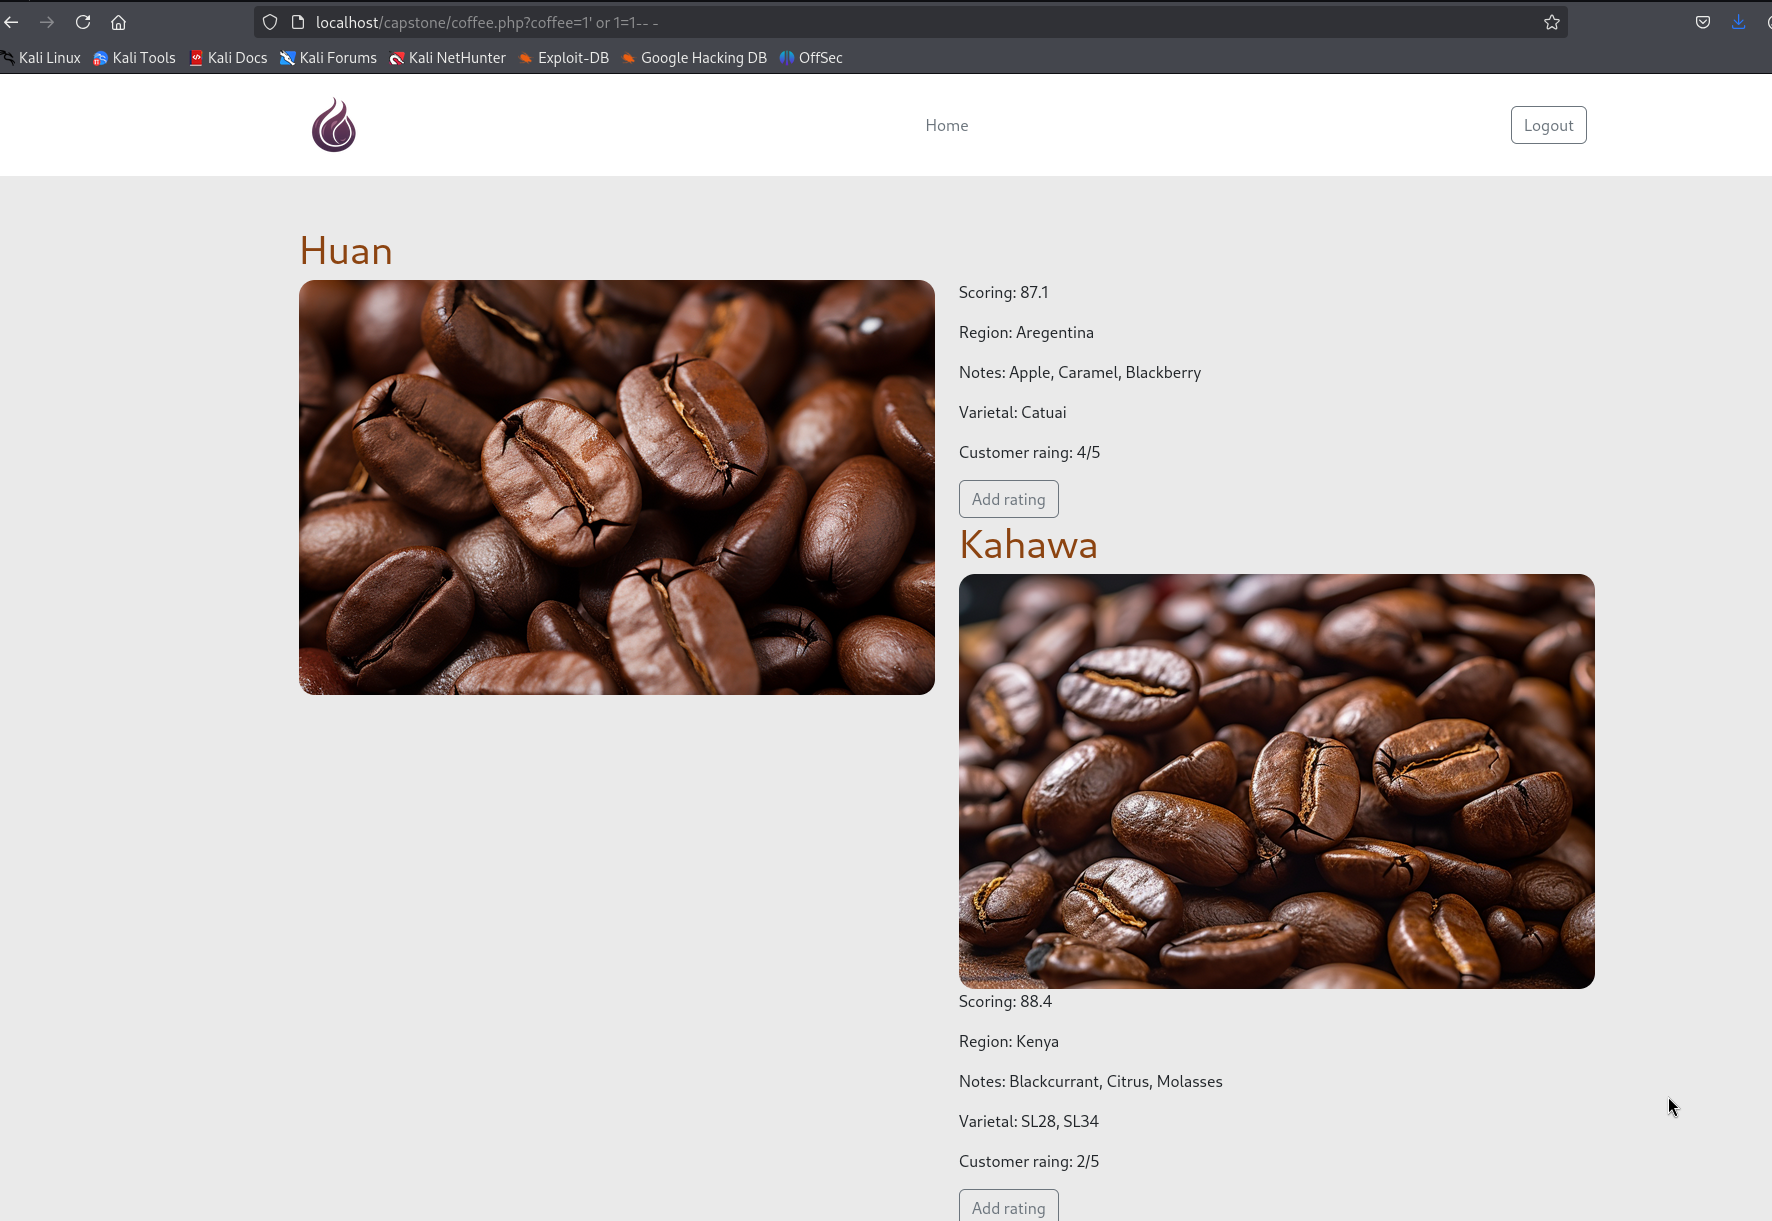 localhost/capstone/coffee.php?coffee=1' or 1=1-- -
Kali Linux Kali Tools Kali Docs Kali Forums Kali NetHunter Exploit-DB Google Hacking DB OffSec
Home Logout
Huan
Scoring: 87.1
Region: Aregentina
Notes: Apple, Caramel, Blackberry
Varietal: Catuai
Customer raing: 4/5
Add rating
Kahawa
Scoring: 88.4
Region: Kenya
Notes: Blackcurrant, Citrus, Molasses
Varietal: SL28, SL34
Customer raing: 2/5
Add rating